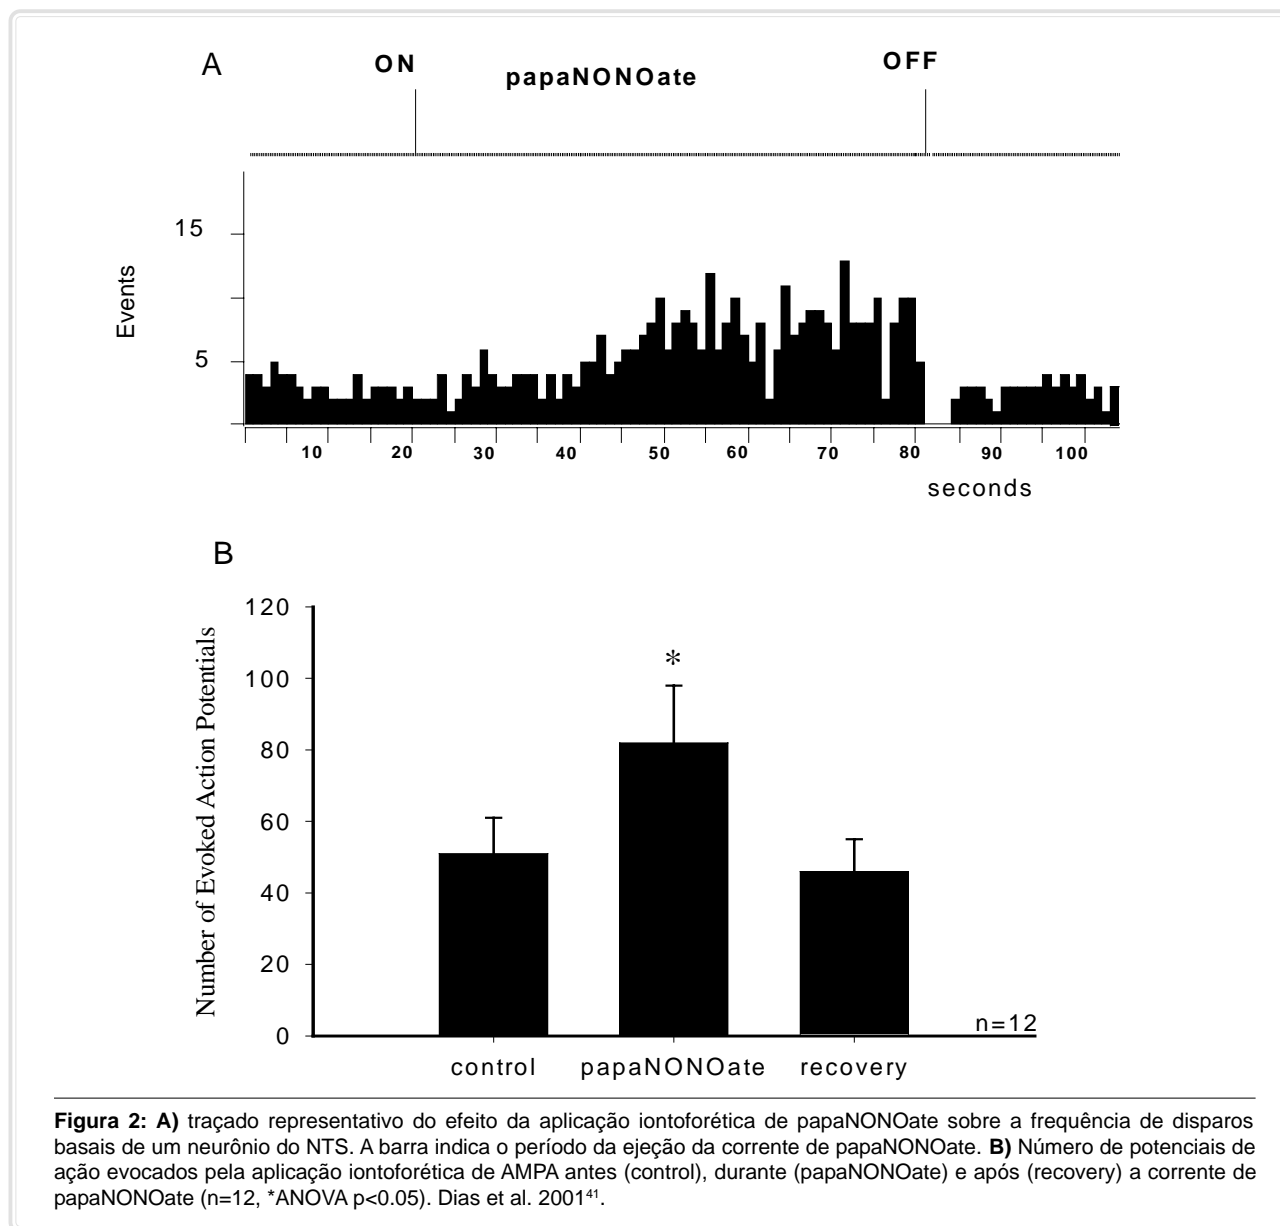 A
ON
papaNONOate
OFF
15
Events
5
10 20 30 40 50 60 70 80 90 100
seconds
B
120
100
80
60
40
20
0
Number of Evoked Action Potentials
*
n=12
control papaNONOate recovery
Figura 2: A) traçado representativo do efeito da aplicação iontoforética de papaNONOate sobre a frequência de disparos
basais de um neurônio do NTS. A barra indica o período da ejeção da corrente de papaNONOate. B) Número de potenciais de
ação evocados pela aplicação iontoforética de AMPA antes (control), durante (papaNONOate) e após (recovery) a corrente de
papaNONOate (n=12, *ANOVA p<0.05). Dias et al. 2001⁴¹.